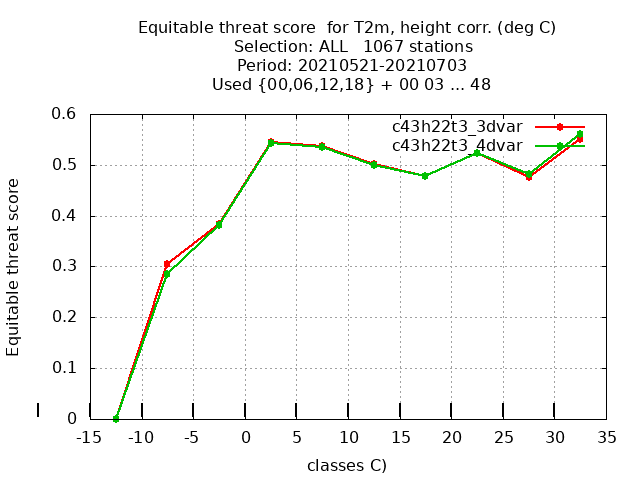 Equitable threat score  for T2m, height corr. (deg C)
Selection: ALL   1067 stations
Period: 20210521-20210703
Used {00,06,12,18} + 00 03 ... 48
c43h22t3_3dvar
c43h22t3_4dvar
Equitable threat score
0.6
0.5
0.4
0.3
0.2
0.1
0
-15 -10 -5 0 5 10 15 20 25 30 35
classes C)